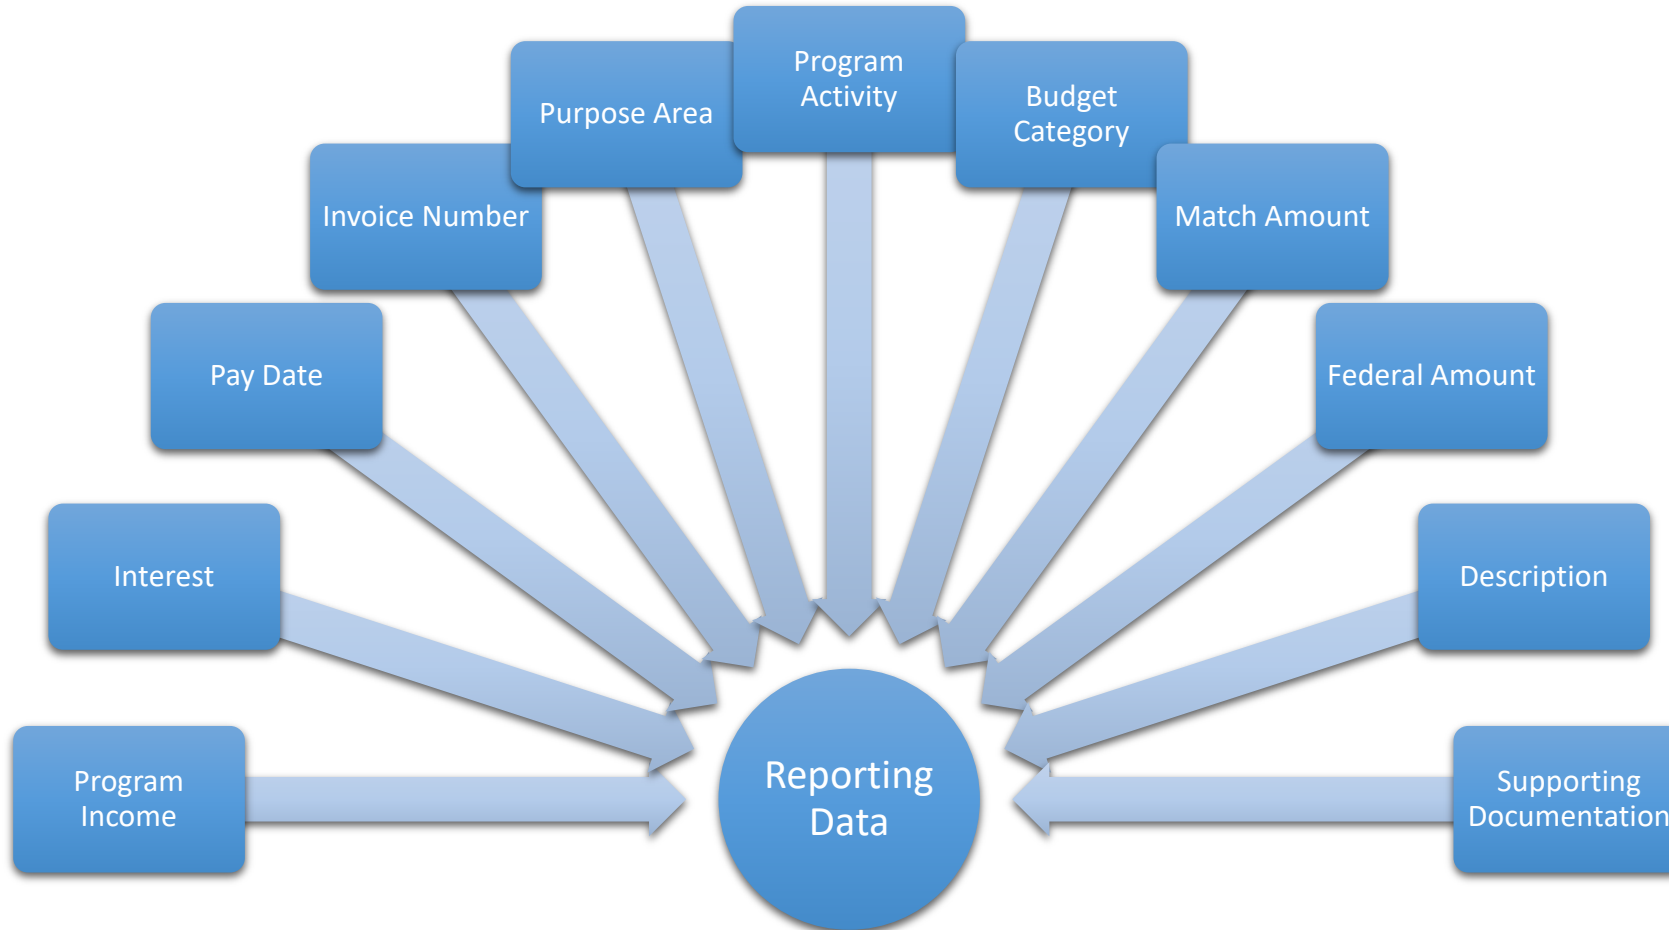 Program
Activity
Purpose Area
Budget
Category
Invoice Number
Match Amount
Pay Date
Federal Amount
Interest
Description
Program
Income
Reporting
Data
Supporting
Documentation